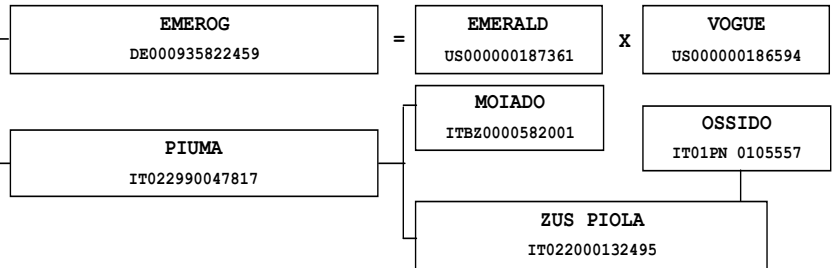 EMEROG
DE000935822459
=
EMERALD
US000000187361
X
VOGUE
US000000186594
MOIADO
ITBZ0000582001
OSSIDO
IT01PN 0105557
PIUMA
IT022990047817
ZUS PIOLA
IT022000132495